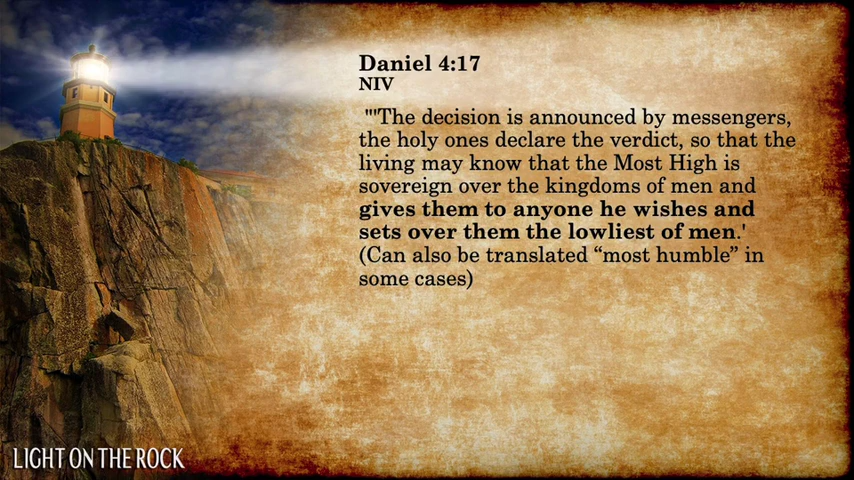 Daniel 4:17
NIV
"'The decision is announced by messengers,
the holy ones declare the verdict, so that the
living may know that the Most High is
sovereign over the kingdoms of men and
gives them to anyone he wishes and
sets over them the lowliest of men.'
(Can also be translated “most humble” in
some cases)
LIGHT ON THE ROCK